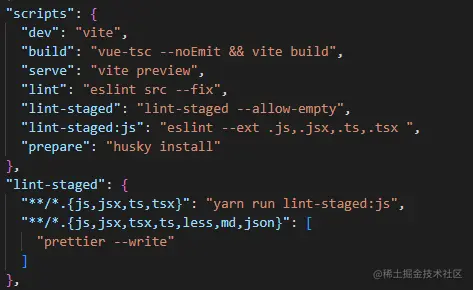 "scripts": {
"dev": "vite",
"build": "vue-tsc --noEmit && vite build",
"serve": "vite preview",
"lint": "eslint src --fix",
"lint-staged": "lint-staged --allow-empty",
"lint-staged:js": "eslint --ext .js,.jsx,.ts,.tsx ",
"prepare": "husky install"
},
"lint-staged": {
"**/*.{js,jsx,ts,tsx}": "yarn run lint-staged:js",
"**/*.{js,jsx,tsx,ts,less,md,json}": [
"prettier --write"
]
},
@稀土掘金技术社区